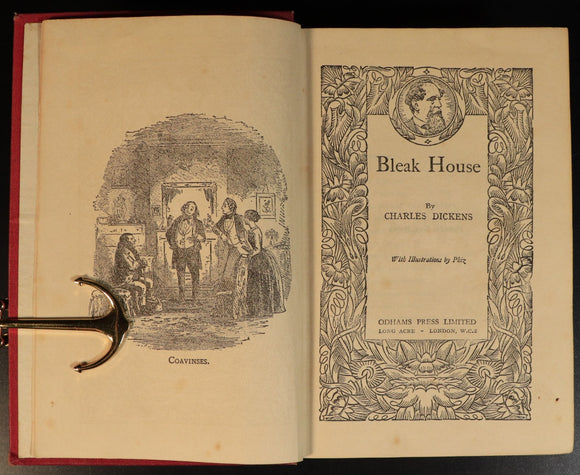 COAVINSES.
Bleak House
By
CHARLES DICKENS
With Illustrations by Phiz
ODHAMS PRESS LIMITED
LONG ACRE - LONDON, W.C.2